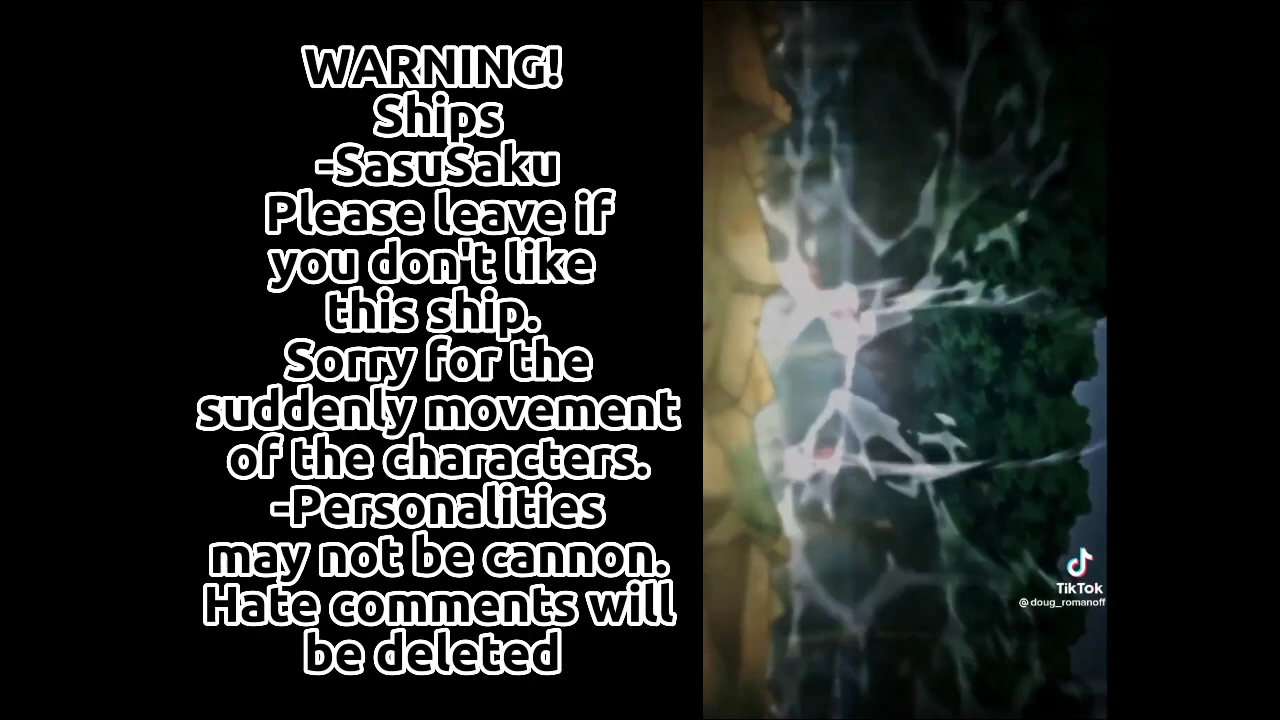 WARNING!
Ships
-SasuSaku
Please leave if
you don't like
this ship.
Sorry for the
suddenly movement
of the characters.
-Personalities
may not be cannon.
Hate comments will
be deleted
TikTok
@doug_romanoff